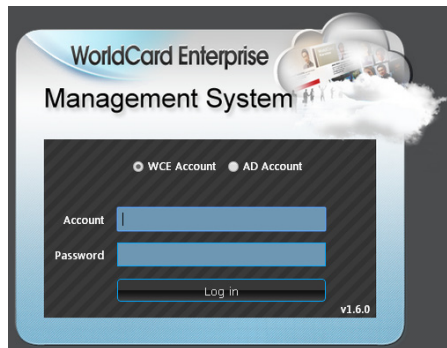 WorldCard Enterprise
Management System
WCE Account AD Account
Account
Password
Log in
v1.6.0